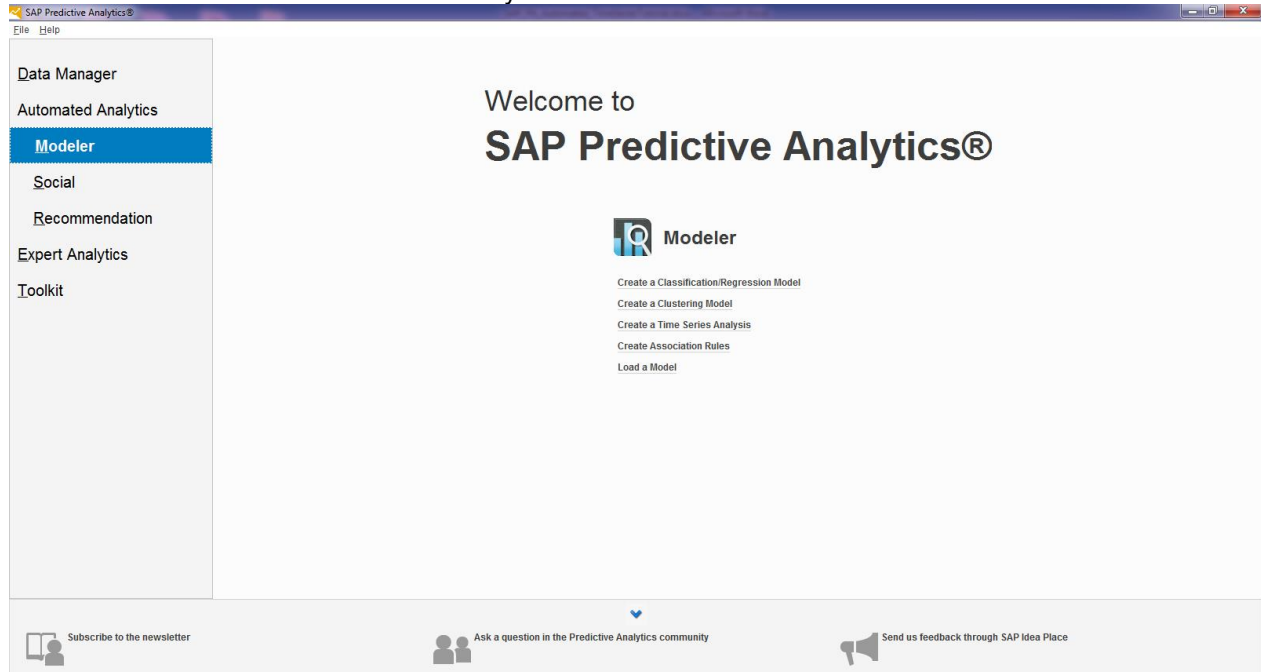 SAP Predictive Analytics®
File Help
Data Manager
Automated Analytics
Modeler
Social
Recommendation
Expert Analytics
Toolkit
Welcome to
SAP Predictive Analytics®
Modeler
Create a Classification/Regression Model
Create a Clustering Model
Create a Time Series Analysis
Create Association Rules
Load a Model
Subscribe to the newsletter
Ask a question in the Predictive Analytics community
Send us feedback through SAP Idea Place